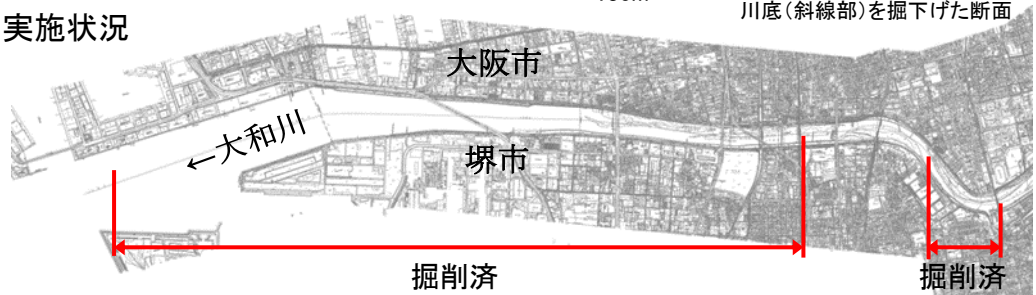 川底（斜線部）を掘下げた断面
実施状況
大阪市
←大和川
堺市
掘削済
掘削済